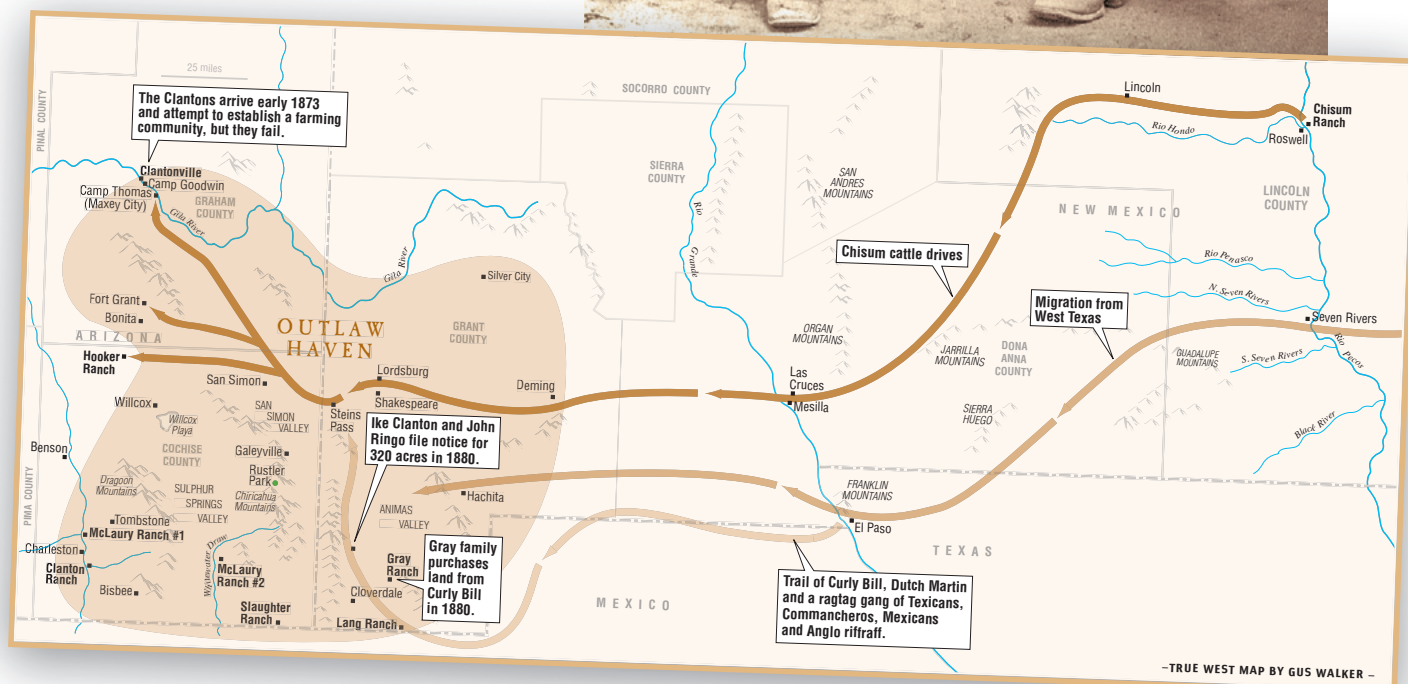 25 miles
PINAL COUNTY
The Clantons arrive early 1873
and attempt to establish a farming
community, but they fail.
Clantonville
Camp Goodwin
Camp Thomas
(Maxey City)
GRAHAM
COUNTY
Gila River
Gila River
SOCORRO COUNTY
SIERRA
COUNTY
Rio
Grande
SAN
ANDRES
MOUNTAINS
Lincoln
Chisum
Ranch
Rio Hondo
Roswell
LINCOLN
COUNTY
NEW MEXICO
Chisum cattle drives
Rio Penasco
N. Seven Rivers
Migration from
West Texas
Seven Rivers
Rio Pecos
S. Seven Rivers
GUADALUPE
MOUNTAINS
Black River
Silver City
Fort Grant
Bonita
ARIZONA
OUTLAW
HAVEN
GRANT
COUNTY
ORGAN
MOUNTAINS
JARRILLA
MOUNTAINS
DONA
ANNA
COUNTY
SIERRA
HUEGO
Hooker
Ranch
San Simon
Lordsburg
Shakespeare
Deming
Las
Cruces
Mesilla
Willcox
Willcox
Playa
SAN
SIMON
VALLEY
Steins
Pass
Ike Clanton and John
Ringo file notice for
320 acres in 1880.
Benson
COCHISE
COUNTY
Galeyville
Rustler
Park
Dragoon
Mountains
SULPHUR
SPRINGS
VALLEY
Chiricahua
Mountains
Hachita
ANIMAS
VALLEY
FRANKLIN
MOUNTAINS
El Paso
TEXAS
PIMA COUNTY
Tombstone
McLaury Ranch #1
Charleston
Clanton
Ranch
Whitewater Draw
McLaury
Ranch #2
Bisbee
Slaughter
Ranch
Gray
Ranch
Gray family
purchases
land from
Curly Bill
in 1880.
Cloverdale
Lang Ranch
MEXICO
Trail of Curly Bill, Dutch Martin
and a ragtag gang of Texicans,
Commancheros, Mexicans
and Anglo riffraff.
–TRUE WEST MAP BY GUS WALKER –